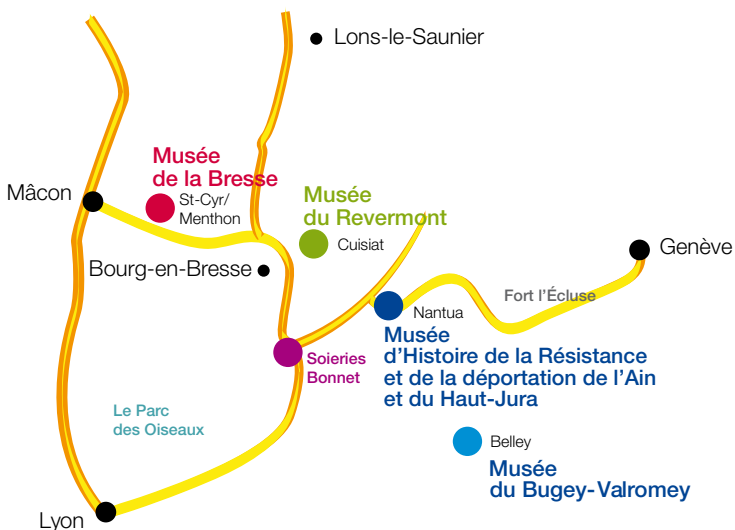 Lons-le-Saunier
Musée
de la Bresse
St-Cyr/
Menthon
Mâcon
Musée
du Revermont
Cuisiat
Genève
Bourg-en-Bresse
Fort l’Écluse
Nantua
Musée
d’Histoire de la Résistance
et de la déportation de l’Ain
et du Haut-Jura
Soieries
Bonnet
Le Parc
des Oiseaux
Belley
Musée
du Bugey-Valromey
Lyon